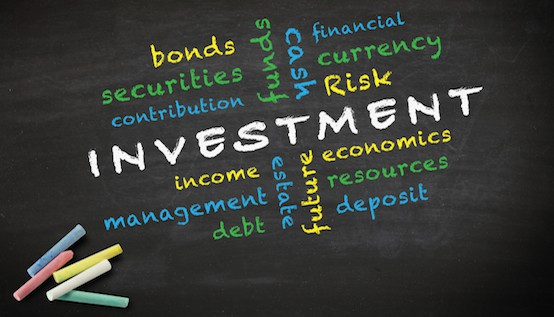 bonds
securities
contribution
funds
cash
financial
currency
Risk
INVESTMENT
income
management
debt
estate
future
economics
resources
deposit